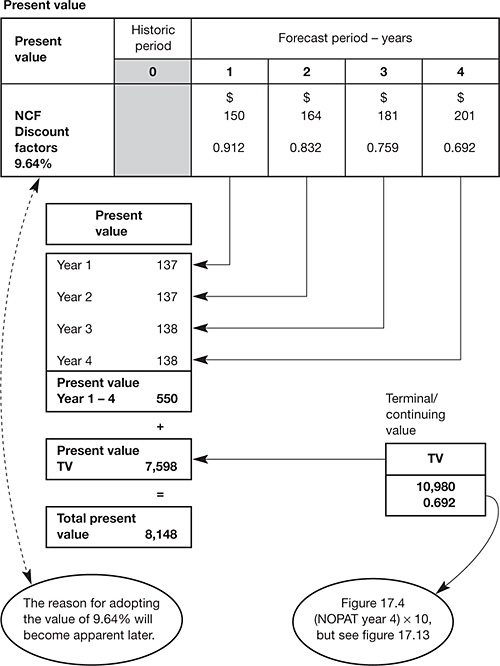 Present value
Present value
Historic period
Forecast period – years
0 1 2 3 4
$ $ $ $
NCF 150 164 181 201
Discount
factors 0.912 0.832 0.759 0.692
9.64%
Present
value
Year 1 137
Year 2 137
Year 3 138
Year 4 138
Present value
Year 1 – 4 550
+
Terminal/
continuing
value
Present value
TV 7,598
TV
10,980
0.692
=
Total present
value 8,148
The reason for adopting
the value of 9.64% will
become apparent later.
Figure 17.4
(NOPAT year 4) × 10,
but see figure 17.13